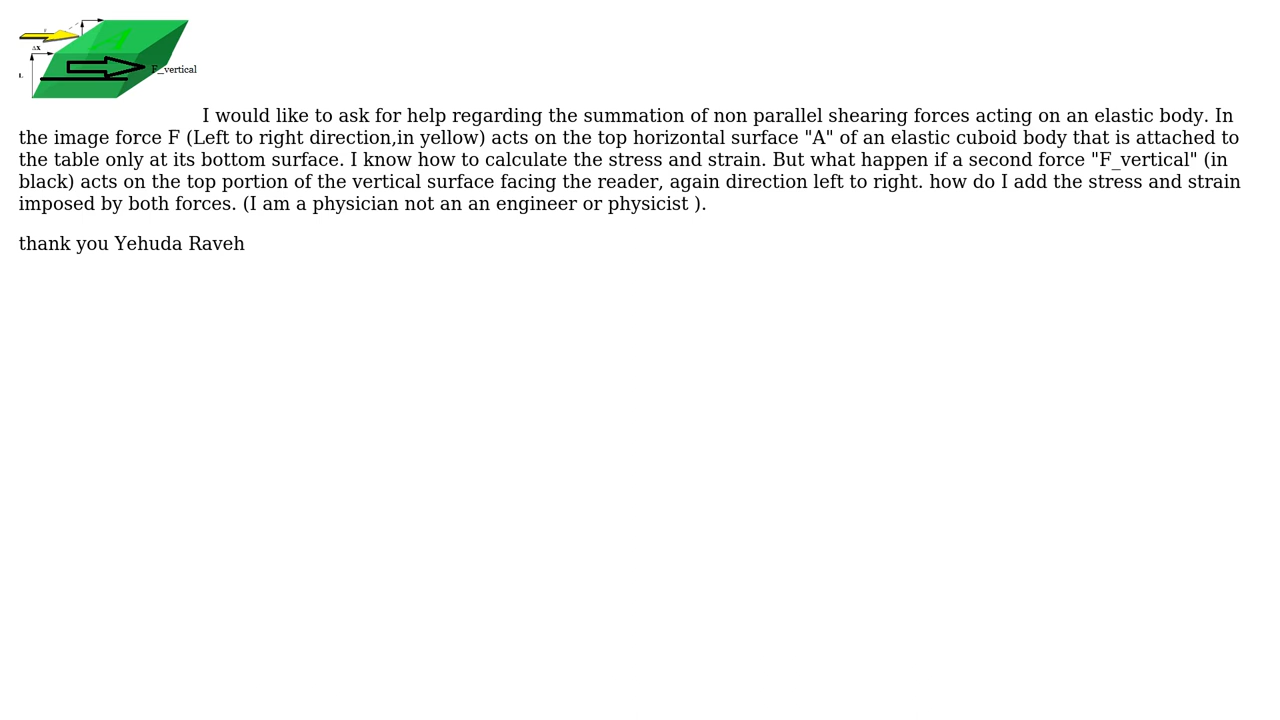 F
ΔX
A
L
F_vertical
I would like to ask for help regarding the summation of non parallel shearing forces acting on an elastic body. In
the image force F (Left to right direction,in yellow) acts on the top horizontal surface "A" of an elastic cuboid body that is attached to
the table only at its bottom surface. I know how to calculate the stress and strain. But what happen if a second force "F_vertical" (in
black) acts on the top portion of the vertical surface facing the reader, again direction left to right. how do I add the stress and strain
imposed by both forces. (I am a physician not an an engineer or physicist ).
thank you Yehuda Raveh